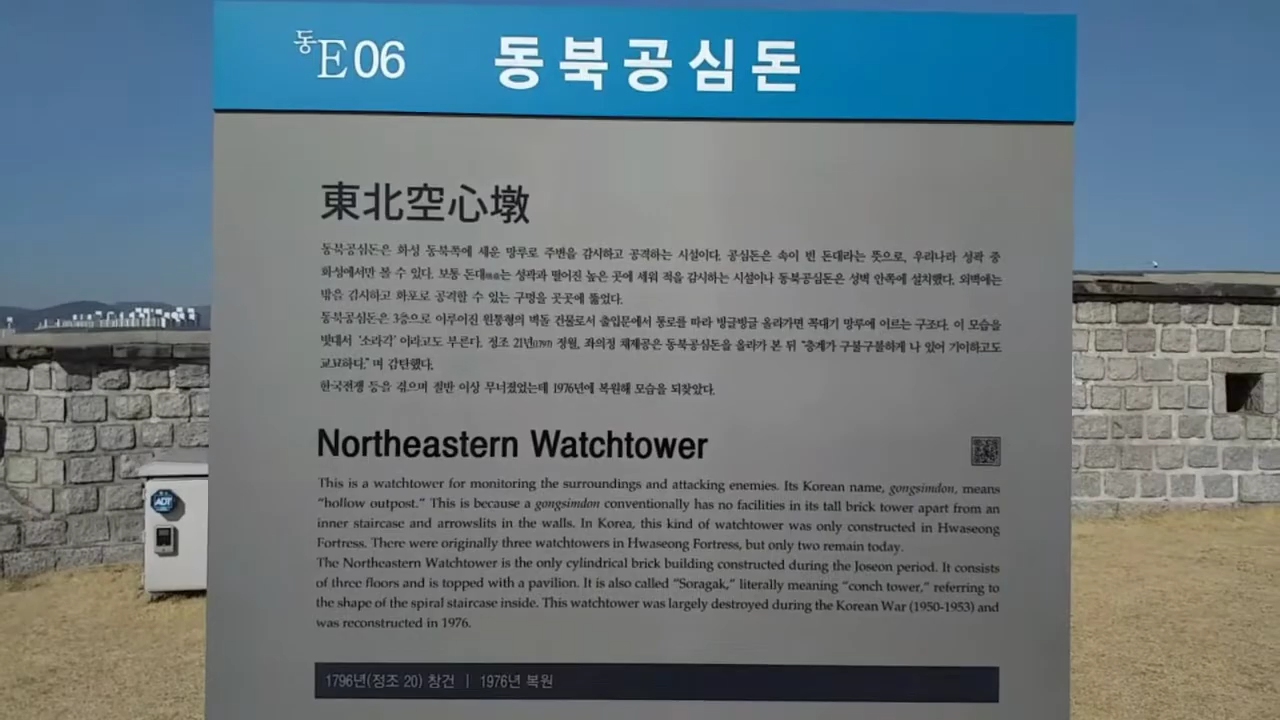 동E06 동북공심돈
東北空心墩
동북공심돈은 화성 동북쪽에 세운 망루로 주변을 감시하고 공격하는 시설이다. 공심돈은 속이 빈 돈대라는 뜻으로, 우리나라 성곽 중
화성에서만 볼 수 있다. 보통 돈대는 성곽과 떨어진 높은 곳에 세워 적을 감시하는 시설이나 동북공심돈은 성벽 안쪽에 설치했다. 외벽에는
밖을 감시하고 화포로 공격할 수 있는 구멍을 곳곳에 뚫었다.
동북공심돈은 3층으로 이루어진 원통형의 벽돌 건물로서 출입문에서 통로를 따라 빙글빙글 올라가면 꼭대기 망루에 이르는 구조다. 이 모습을
빗대서 ‘소라각’ 이라고도 부른다. 정조 21년(1797) 정월, 좌의정 채제공은 동북공심돈을 올라가 본 뒤 “층계가 구불구불하게 나 있어 기이하고도
교묘하다.” 며 감탄했다.
한국전쟁 등을 겪으며 절반 이상 무너졌었는데 1976년에 복원해 모습을 되찾았다.
Northeastern Watchtower
This is a watchtower for monitoring the surroundings and attacking enemies. Its Korean name, gongsimdon, means
“hollow outpost.” This is because a gongsimdon conventionally has no facilities in its tall brick tower apart from an
inner staircase and arrowslits in the walls. In Korea, this kind of watchtower was only constructed in Hwaseong
Fortress. There were originally three watchtowers in Hwaseong Fortress, but only two remain today.
The Northeastern Watchtower is the only cylindrical brick building constructed during the Joseon period. It consists
of three floors and is topped with a pavilion. It is also called “Soragak,” literally meaning “conch tower,” referring to
the shape of the spiral staircase inside. This watchtower was largely destroyed during the Korean War (1950-1953) and
was reconstructed in 1976.
1796년(정조 20) 창건 | 1976년 복원
ADT